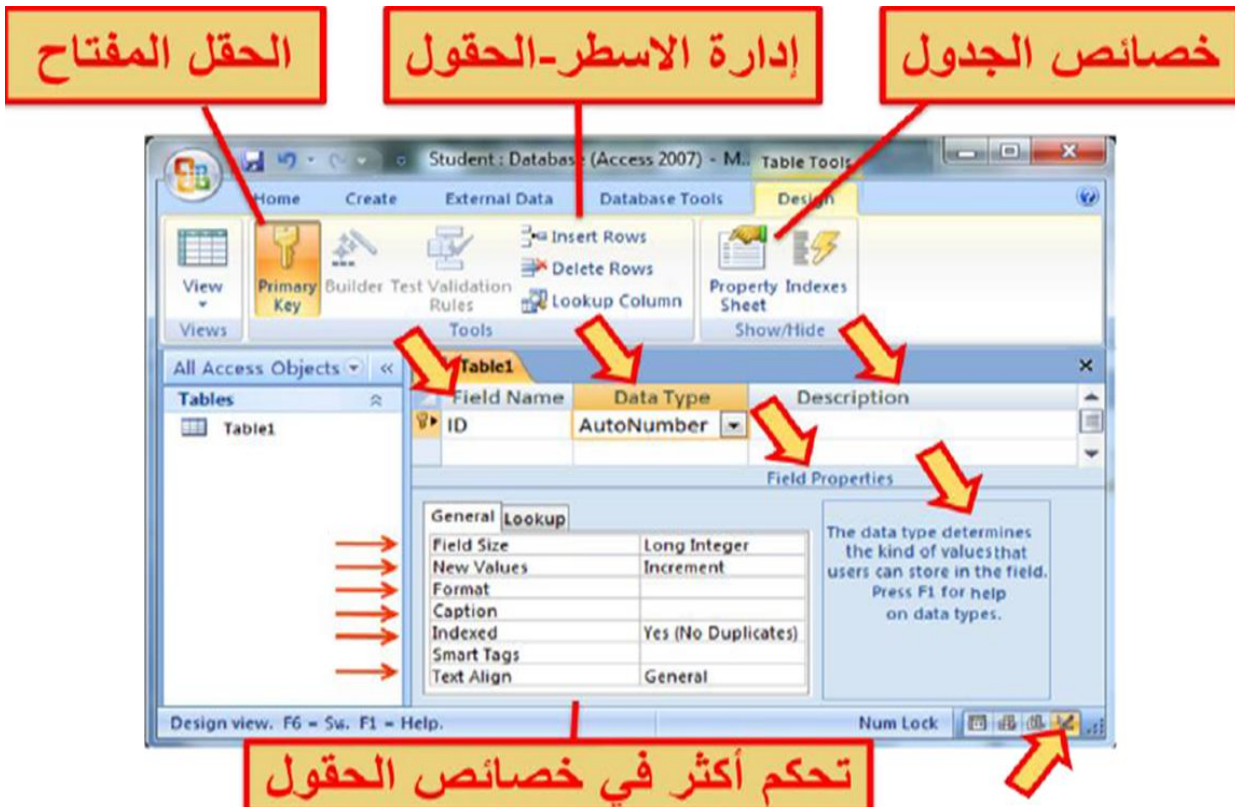 خصائص الجدول
إدارة الاسطر-الحقول
الحقل المفتاح
Student : Database (Access 2007) - M..
Table Tools
Home Create External Data Database Tools Design
View
Primary Key
Builder
Test Validation Rules
Insert Rows
Delete Rows
Lookup Column
Property Sheet
Indexes
Views
Tools
Show/Hide
All Access Objects «
Table1
Tables
Table1
Field Name Data Type Description
ID AutoNumber
Field Properties
General Lookup
Field Size Long Integer
New Values Increment
Format
Caption
Indexed Yes (No Duplicates)
Smart Tags
Text Align General
The data type determines
the kind of values that
users can store in the field.
Press F1 for help
on data types.
Design view. F6 = Sw. F1 = Help.
Num Lock
تحكم أكثر في خصائص الحقول